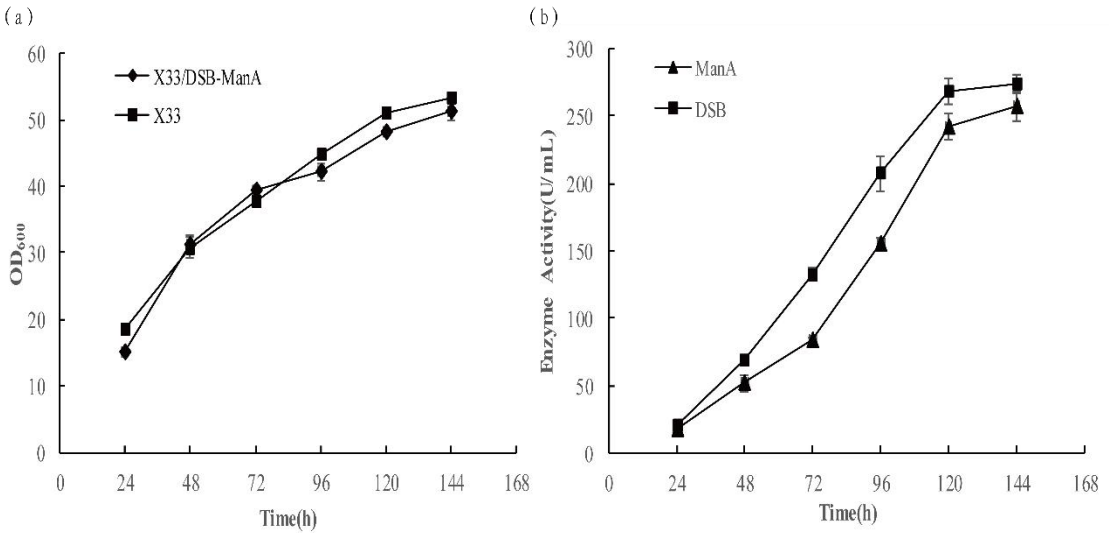 (a)
60
50
40
30
20
10
0
OD600
X33/DSB-ManA
X33
0 24 48 72 96 120 144 168
Time(h)
(b)
300
250
200
150
100
50
0
Enzyme Activity(U/mL)
ManA
DSB
0 24 48 72 96 120 144 168
Time(h)